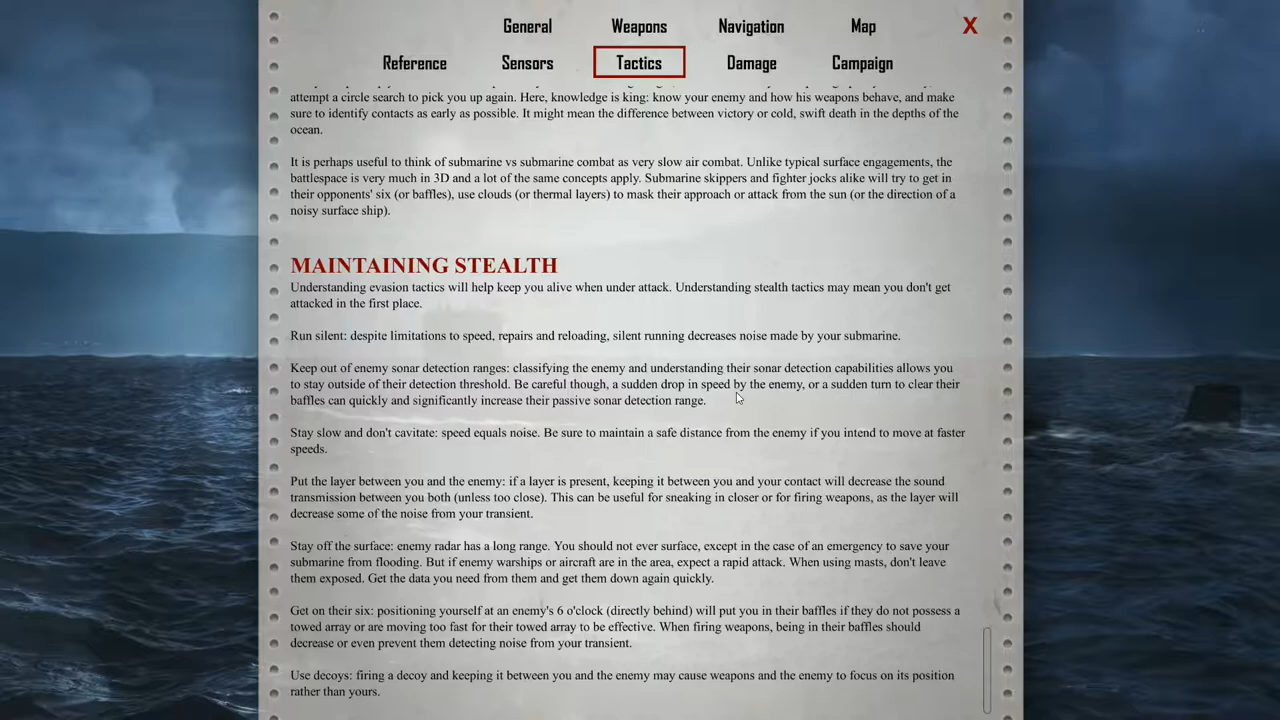 General Weapons Navigation Map X
Reference Sensors Tactics Damage Campaign
attempt a circle search to pick you up again. Here, knowledge is king: know your enemy and how his weapons behave, and make
sure to identify contacts as early as possible. It might mean the difference between victory or cold, swift death in the depths of the
ocean.
It is perhaps useful to think of submarine vs submarine combat as very slow air combat. Unlike typical surface engagements, the
battlespace is very much in 3D and a lot of the same concepts apply. Submarine skippers and fighter jocks alike will try to get in
their opponents' six (or baffles), use clouds (or thermal layers) to mask their approach or attack from the sun (or the direction of a
noisy surface ship).
MAINTAINING STEALTH
Understanding evasion tactics will help keep you alive when under attack. Understanding stealth tactics may mean you don't get
attacked in the first place.
Run silent: despite limitations to speed, repairs and reloading, silent running decreases noise made by your submarine.
Keep out of enemy sonar detection ranges: classifying the enemy and understanding their sonar detection capabilities allows you
to stay outside of their detection threshold. Be careful though, a sudden drop in speed by the enemy, or a sudden turn to clear their
baffles can quickly and significantly increase their passive sonar detection range.
Stay slow and don't cavitate: speed equals noise. Be sure to maintain a safe distance from the enemy if you intend to move at faster
speeds.
Put the layer between you and the enemy: if a layer is present, keeping it between you and your contact will decrease the sound
transmission between you both (unless too close). This can be useful for sneaking in closer or for firing weapons, as the layer will
decrease some of the noise from your transient.
Stay off the surface: enemy radar has a long range. You should not ever surface, except in the case of an emergency to save your
submarine from flooding. But if enemy warships or aircraft are in the area, expect a rapid attack. When using masts, don't leave
them exposed. Get the data you need from them and get them down again quickly.
Get on their six: positioning yourself at an enemy's 6 o'clock (directly behind) will put you in their baffles if they do not possess a
towed array or are moving too fast for their towed array to be effective. When firing weapons, being in their baffles should
decrease or even prevent them detecting noise from your transient.
Use decoys: firing a decoy and keeping it between you and the enemy may cause weapons and the enemy to focus on its position
rather than yours.